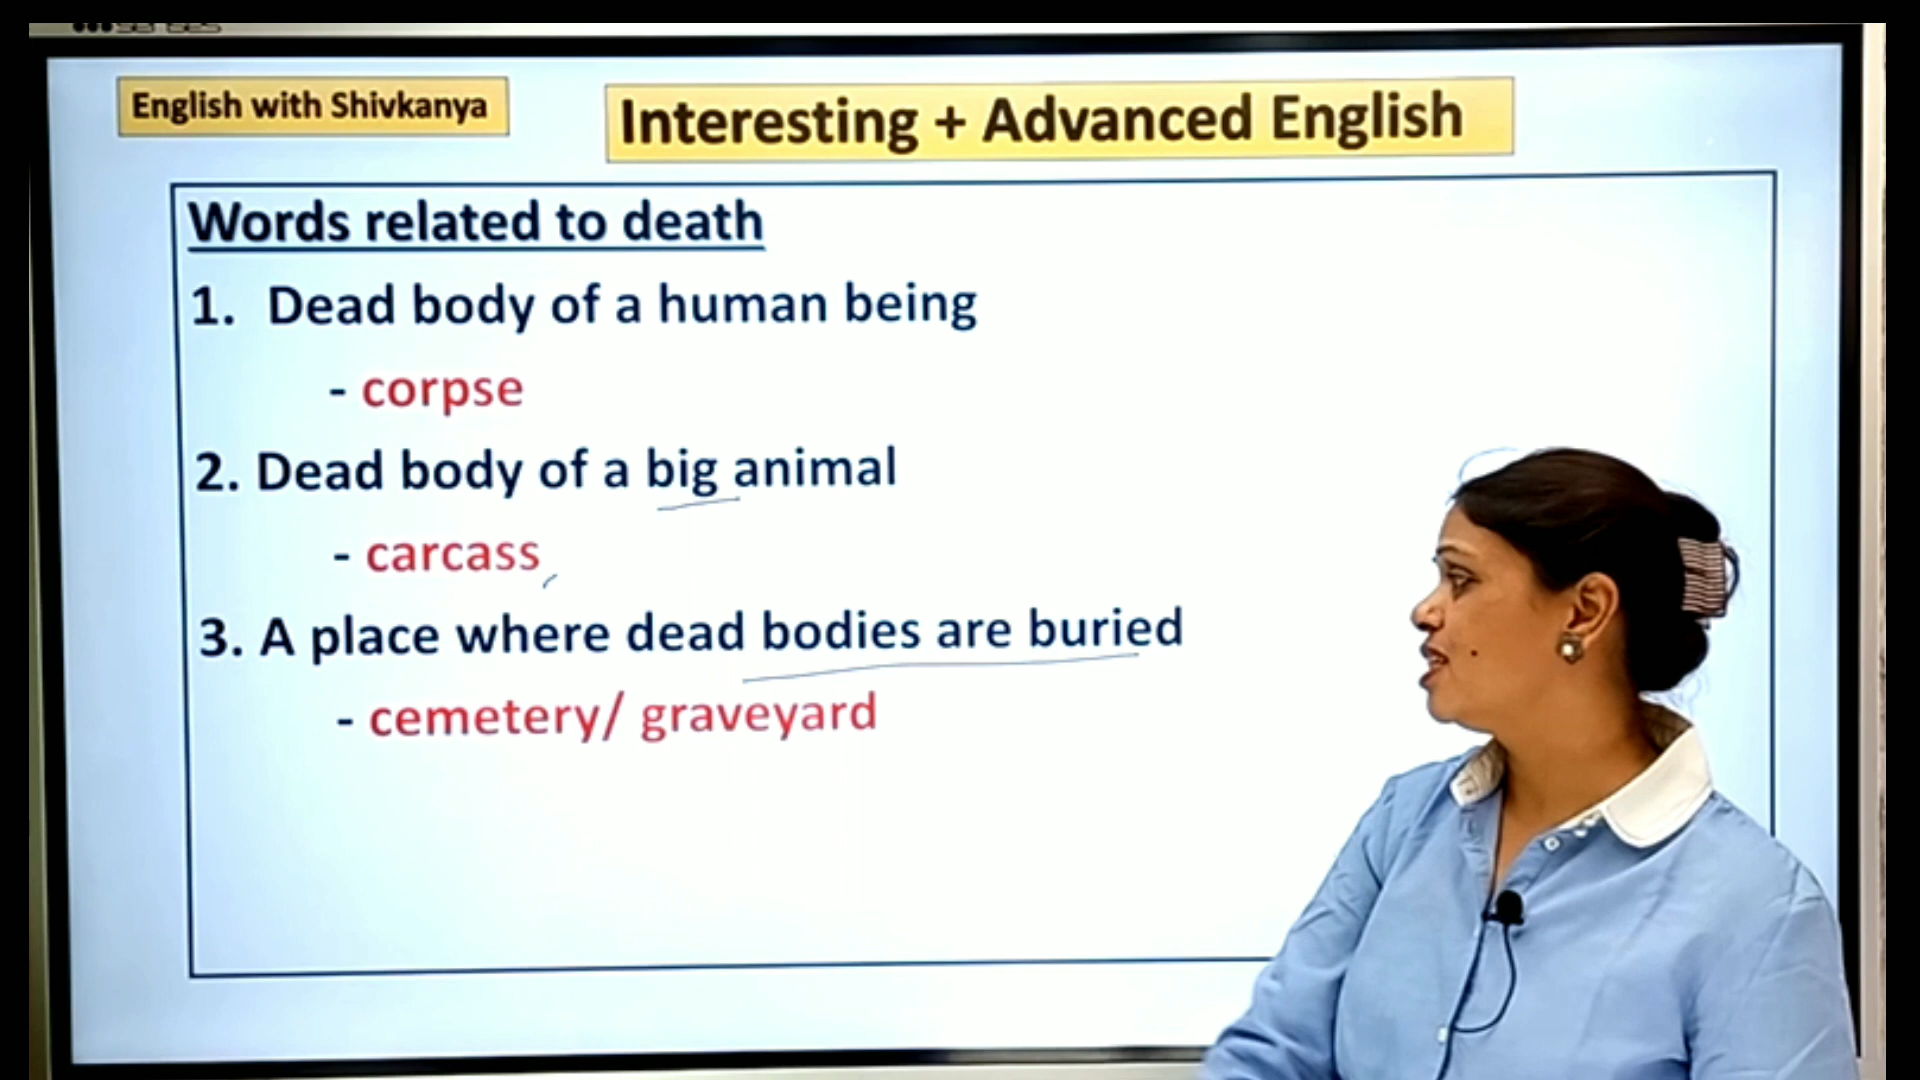 English with Shivkanya
Interesting + Advanced English
Words related to death
1. Dead body of a human being
- corpse
2. Dead body of a big animal
- carcass
3. A place where dead bodies are buried
- cemetery/ graveyard